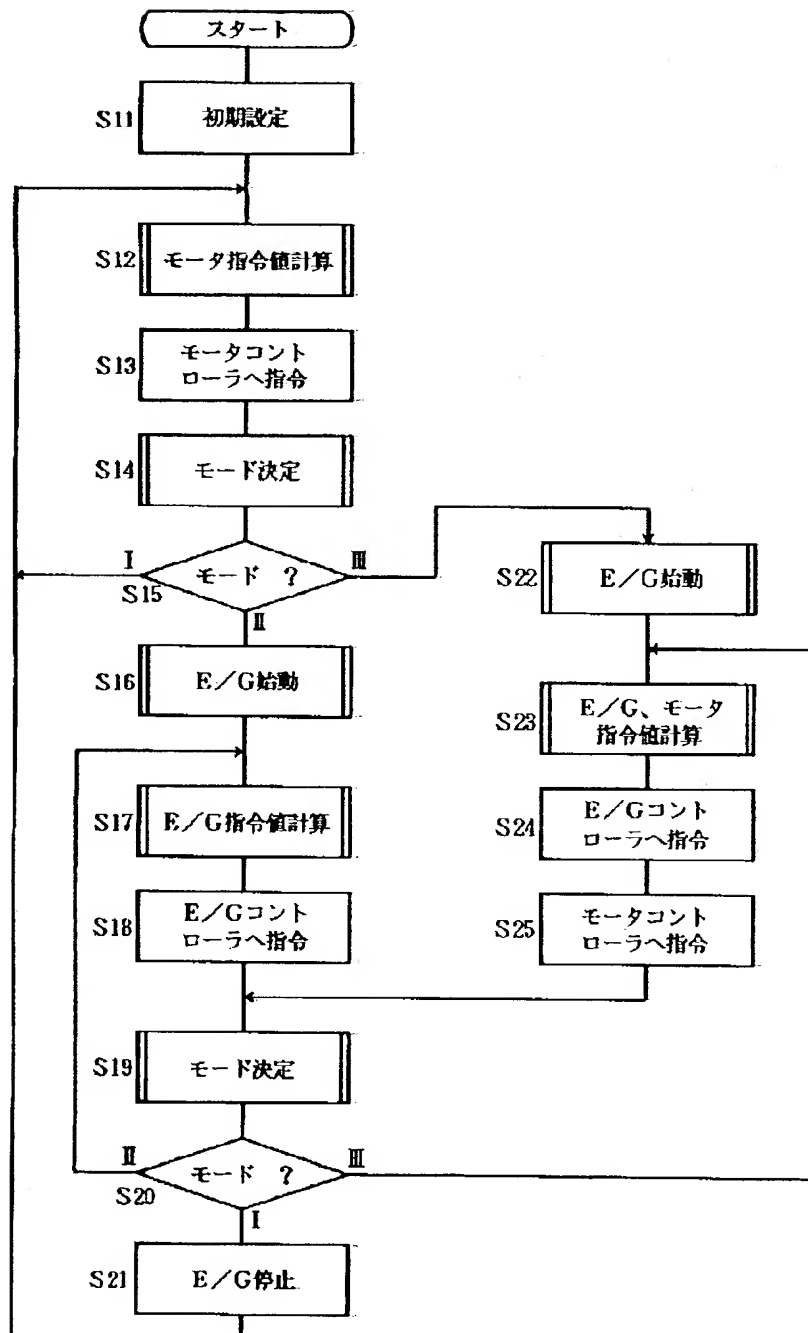 スタート
S11
初期設定
S12
モータ指令値計算
S13
モータコント
ローラへ指令
S14
モード決定
I
モード ?
III
S15
II
S16
E/G始動
S17
E/G指令値計算
S18
E/Gコント
ローラへ指令
S19
モード決定
II
モード ?
III
S20
I
S21
E/G停止
S22
E/G始動
S23
E/G、モータ
指令値計算
S24
E/Gコント
ローラへ指令
S25
モータコント
ローラへ指令